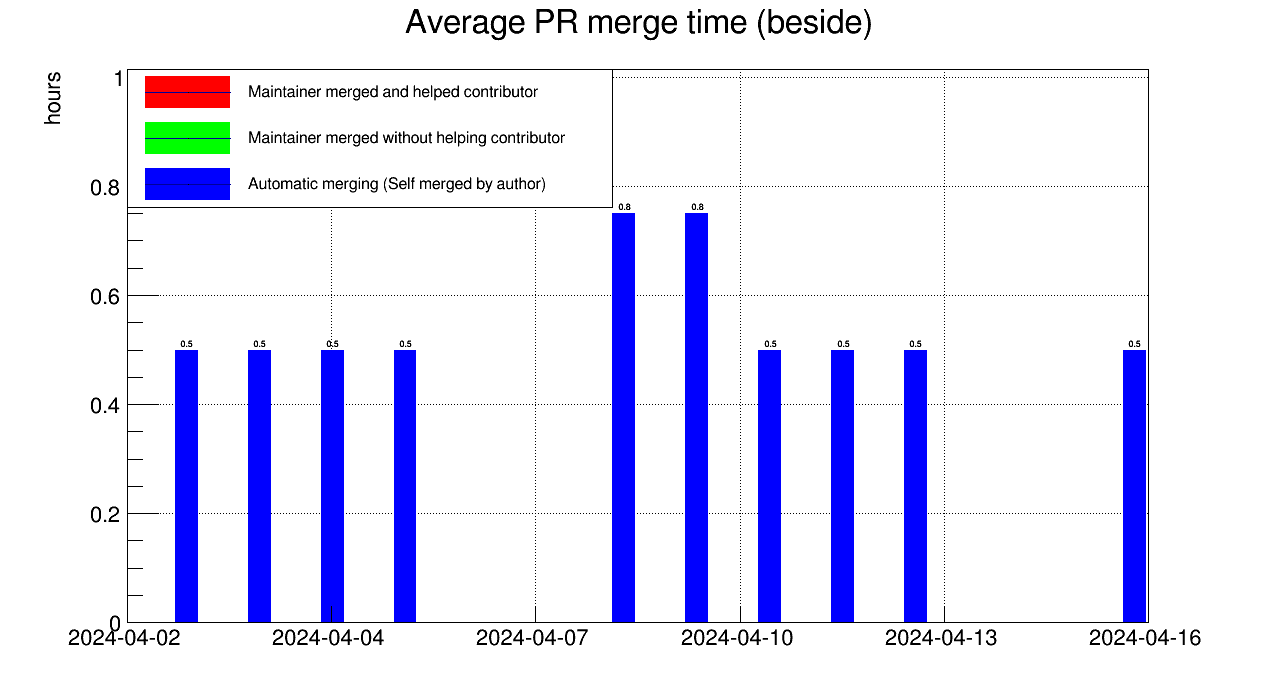 Average PR merge time (beside)
hours
1
Maintainer merged and helped contributor
Maintainer merged without helping contributor
0.8
Automatic merging (Self merged by author)
0.8 0.8
0.6
0.5 0.5 0.5 0.5 0.5 0.5 0.5 0.5
0.4
0.2
0
2024-04-02 2024-04-04 2024-04-07 2024-04-10 2024-04-13 2024-04-16